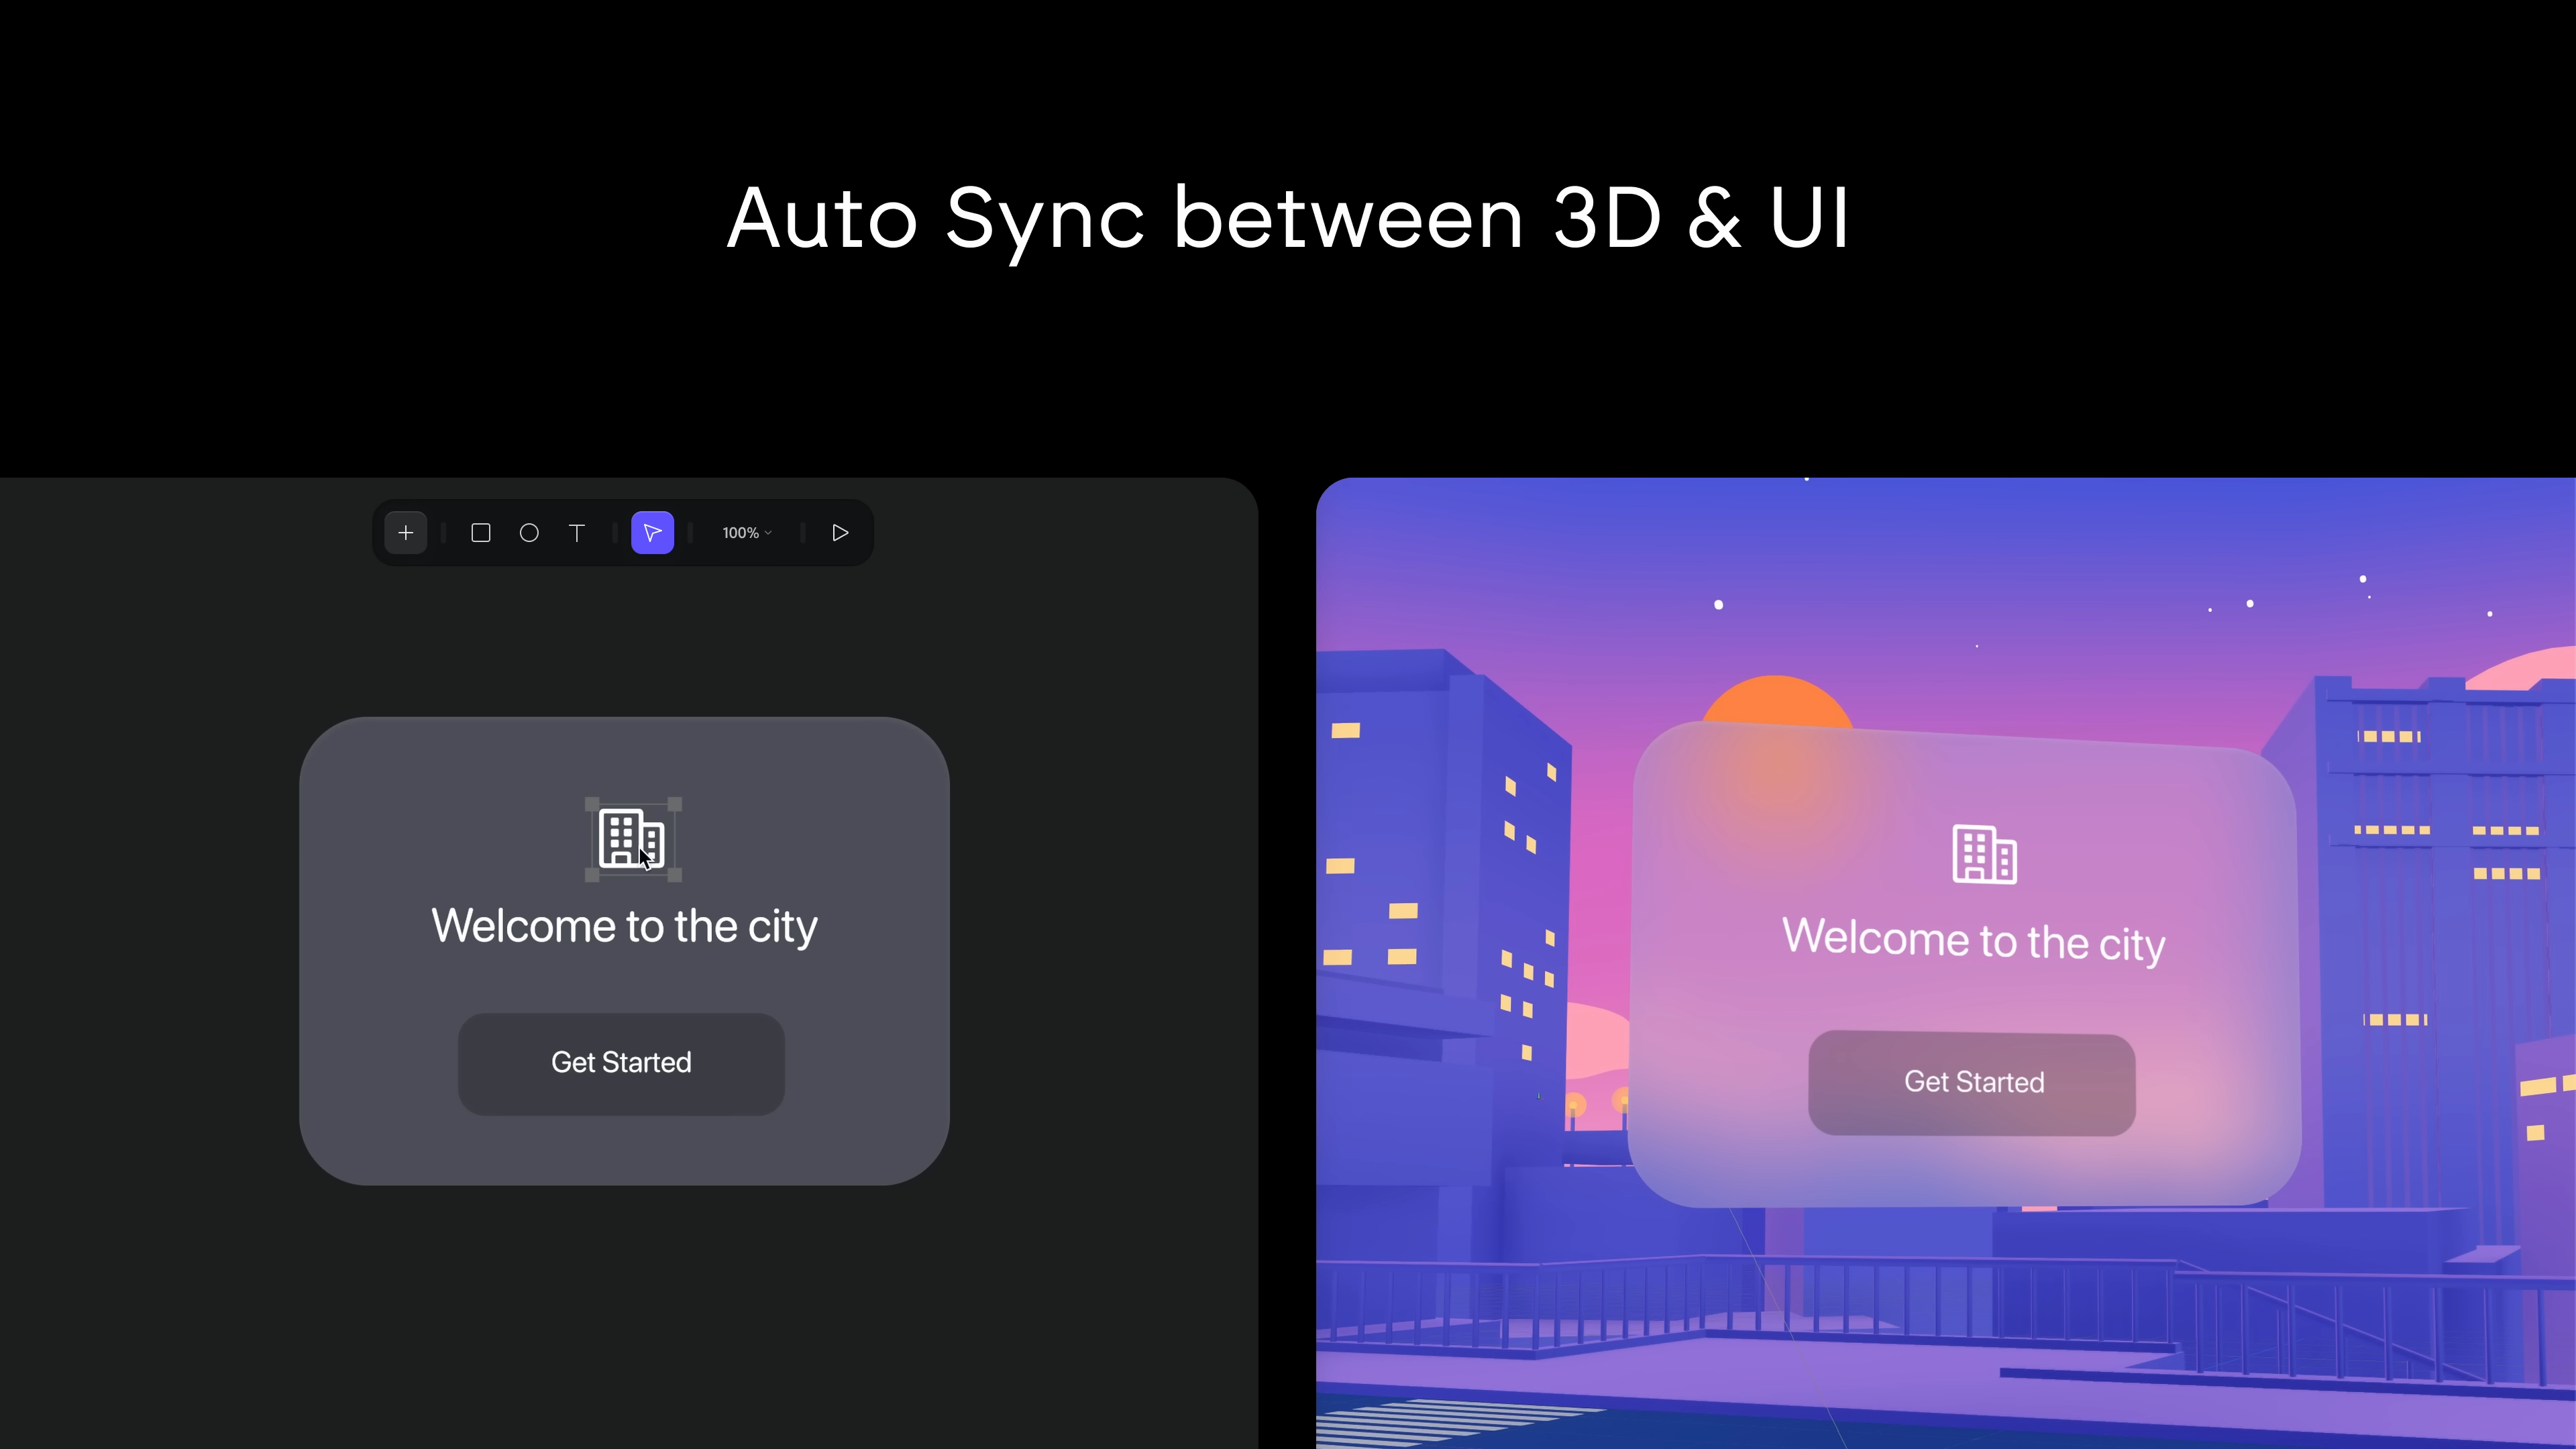 Auto Sync between 3D & UI
T
100%
Welcome to the city
Get Started
Welcome to the city
Get Started